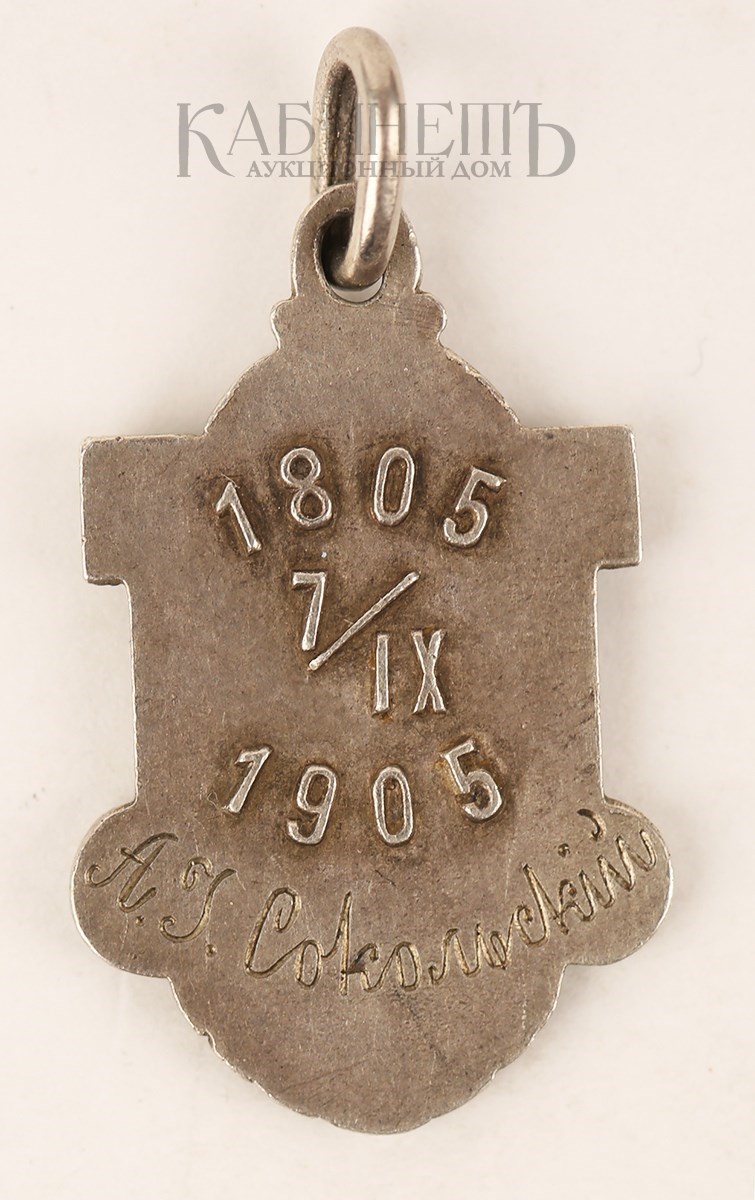 КАБИНЕТЪ
АУКЦИОННЫЙ ДОМ
1805
7/IX
1905
А. І. Сокольскій